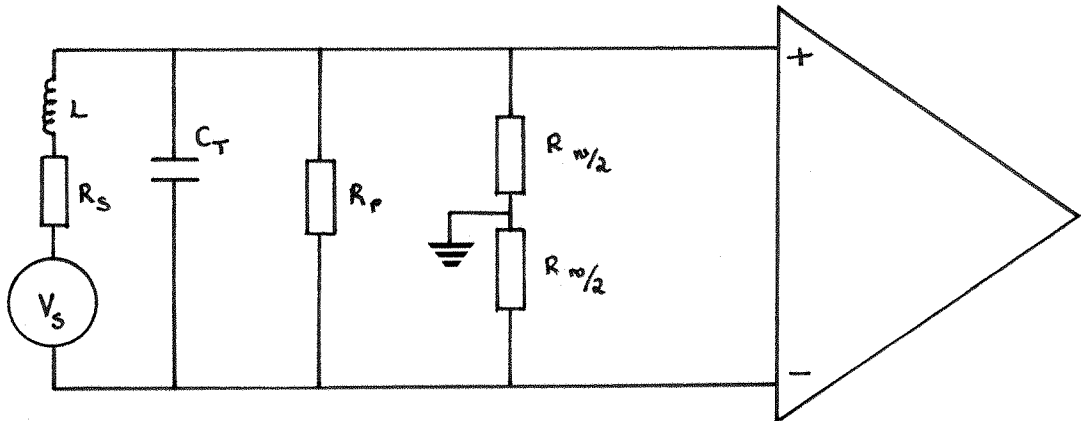 L
C_T
R_S
R_P
R_in/2
R_in/2
V_S
+
−